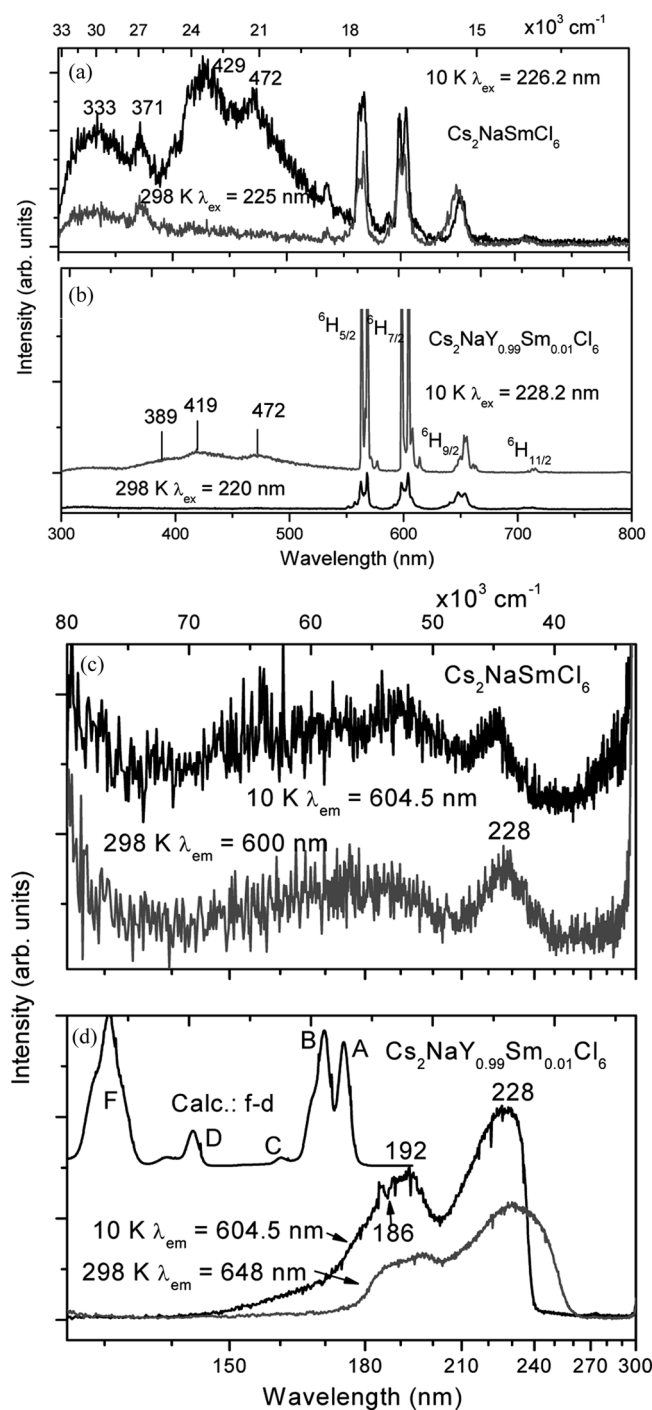 33 30 27 24 21 18 15 x10³ cm⁻¹
(a)
429
472
10 K λex = 226.2 nm
333 371
Cs₂NaSmCl₆
298 K λex = 225 nm
(b)
⁶H5/2 ⁶H7/2
Cs₂NaY0.99Sm0.01Cl₆
10 K λex = 228.2 nm
389 419 472
⁶H9/2
⁶H11/2
298 K λex = 220 nm
300 400 500 600 700 800
Wavelength (nm)
Intensity (arb. units)
x10³ cm⁻¹
80 70 60 50 40
(c)
Cs₂NaSmCl₆
10 K λem = 604.5 nm
298 K λem = 600 nm
228
(d)
B
A
Cs₂NaY0.99Sm0.01Cl₆
F
Calc.: f-d
D
C
192
228
186
10 K λem = 604.5 nm
298 K λem = 648 nm
150 180 210 240 270 300
Wavelength (nm)
Intensity (arb. units)